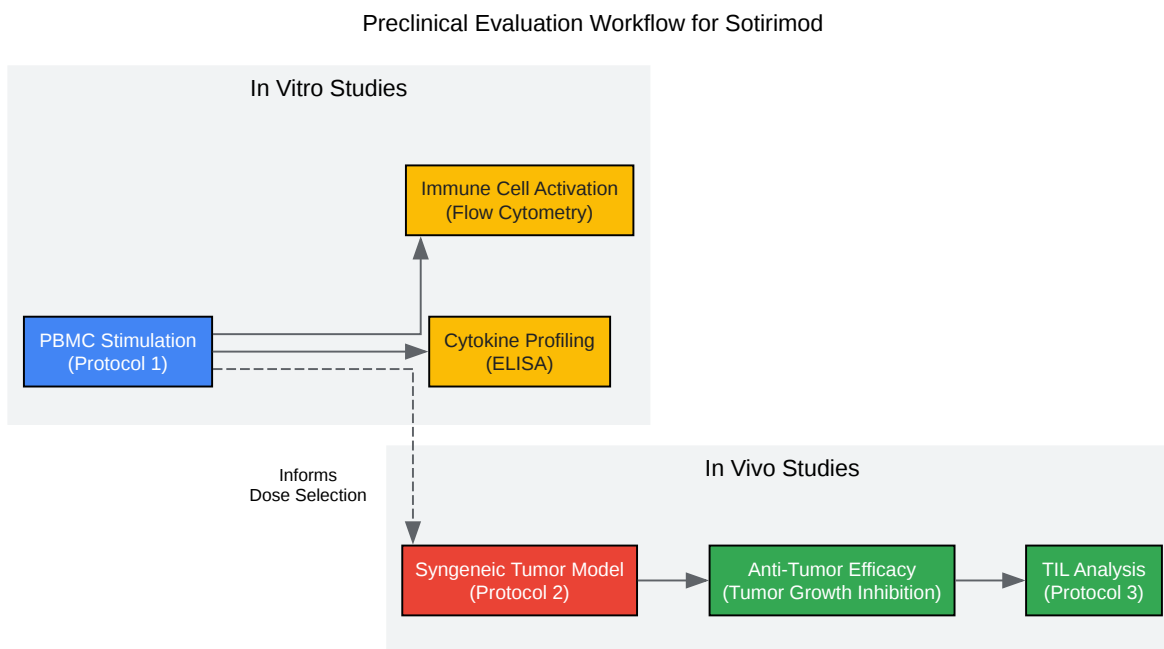 Preclinical Evaluation Workflow for Sotirimod
In Vitro Studies
Immune Cell Activation
(Flow Cytometry)
PBMC Stimulation
(Protocol 1)
Cytokine Profiling
(ELISA)
Informs
Dose Selection
In Vivo Studies
Syngeneic Tumor Model
(Protocol 2)
Anti-Tumor Efficacy
(Tumor Growth Inhibition)
TIL Analysis
(Protocol 3)